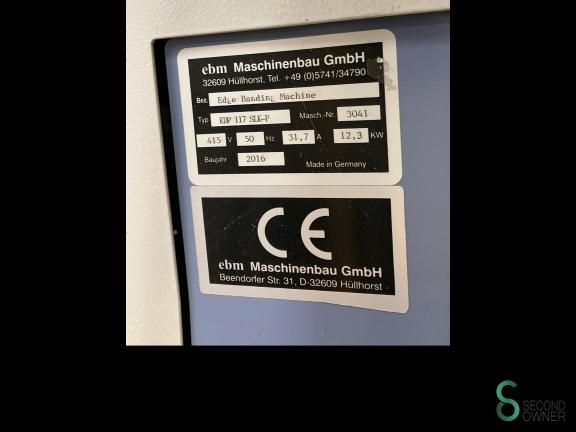 ebm Maschinenbau GmbH
32609 Hüllhorst, Tel. +49 (0)5741/34790
Bez. Edge Banding Machine
Typ KDP 117 SLK-P Masch.-Nr. 3041
415 V 50 Hz 31,7 A 12,3 KW
Baujahr 2016 Made in Germany
CE
ebm Maschinenbau GmbH
Beendorfer Str. 31, D-32609 Hüllhorst
SECOND
OWNER